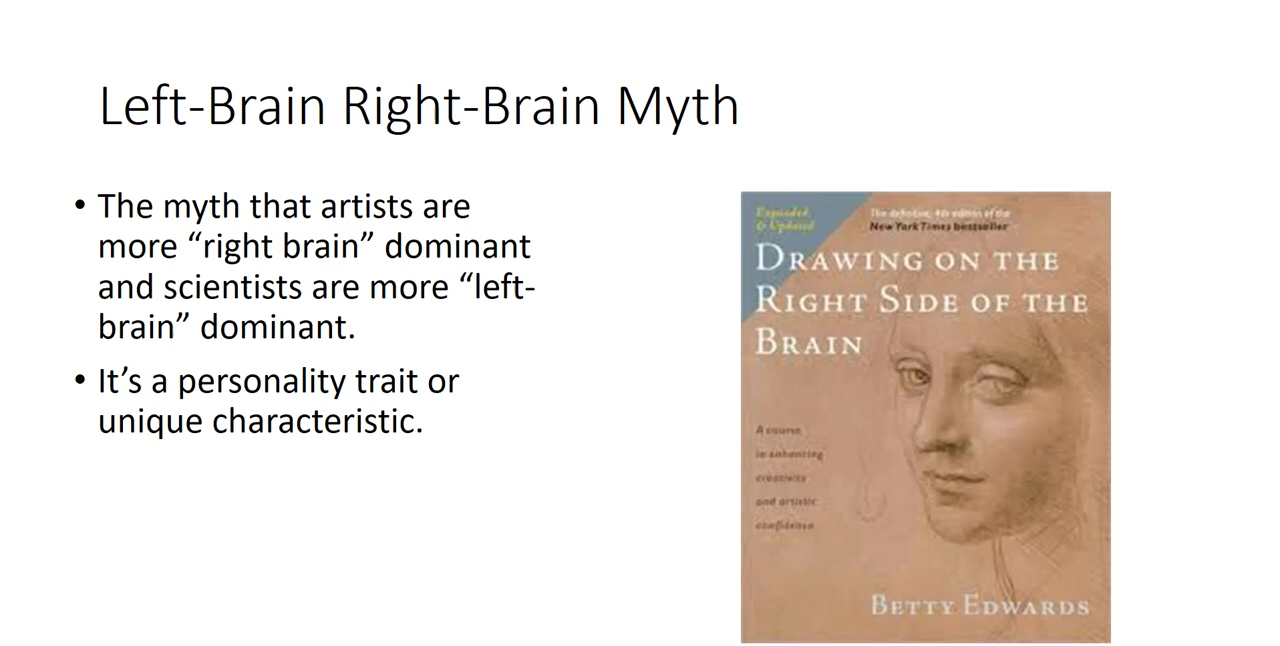 Left-Brain Right-Brain Myth
• The myth that artists are
more “right brain” dominant
and scientists are more “left-
brain” dominant.
• It’s a personality trait or
unique characteristic.
Expanded
& Updated
The definitive, 4th edition of the
New York Times bestseller
DRAWING ON THE
RIGHT SIDE OF THE
BRAIN
A course
in enhancing
creativity
and artistic
confidence
BETTY EDWARDS